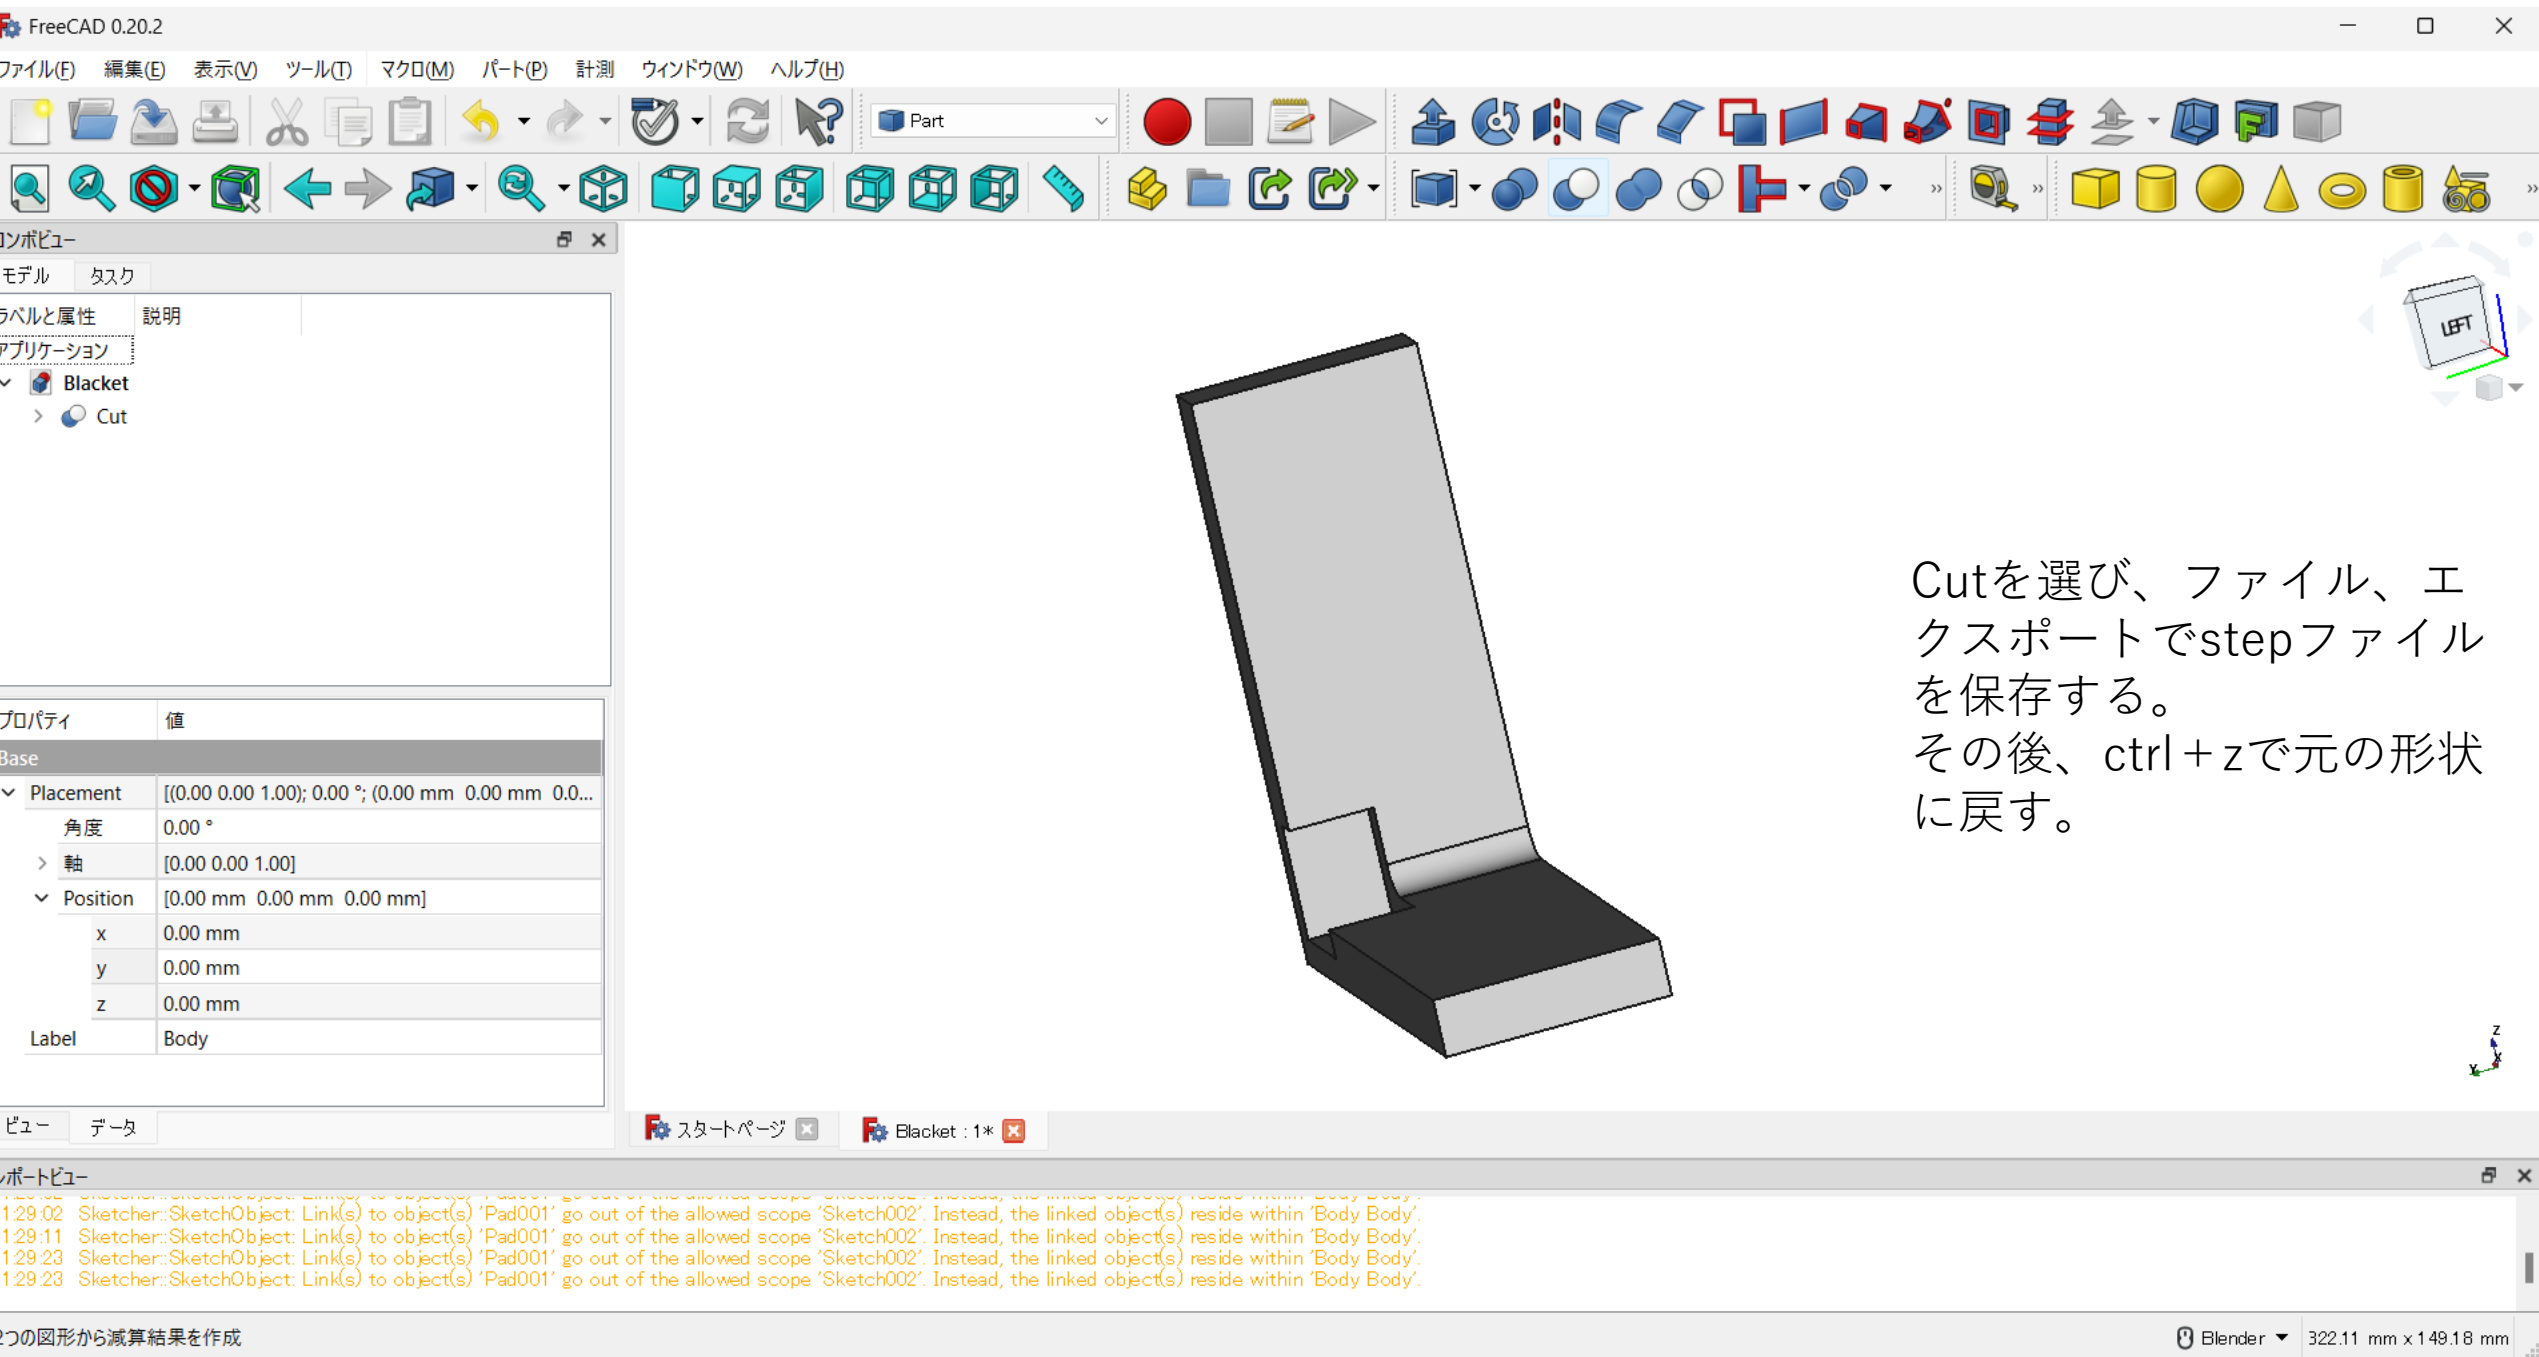 FreeCAD 0.20.2
ファイル(F) 編集(E) 表示(V) ツール(T) マクロ(M) パート(P) 計測 ウィンドウ(W) ヘルプ(H)
Part
コンボビュー
モデル タスク
ラベルと属性 説明
アプリケーション
Blacket
Cut
LEFT
Cutを選び、ファイル、エ
クスポートでstepファイル
を保存する。
その後、ctrl＋zで元の形状
に戻す。
プロパティ 値
Base
Placement [(0.00 0.00 1.00); 0.00 °; (0.00 mm 0.00 mm 0.0...
角度 0.00 °
軸 [0.00 0.00 1.00]
Position [0.00 mm 0.00 mm 0.00 mm]
x 0.00 mm
y 0.00 mm
z 0.00 mm
Label Body
Z
X
Y
ビュー データ
スタートページ Blacket : 1*
レポートビュー
1:29:02 Sketcher::SketchObject: Link(s) to object(s) 'Pad001' go out of the allowed scope 'Sketch002'. Instead, the linked object(s) reside within 'Body Body'.
1:29:11 Sketcher::SketchObject: Link(s) to object(s) 'Pad001' go out of the allowed scope 'Sketch002'. Instead, the linked object(s) reside within 'Body Body'.
1:29:23 Sketcher::SketchObject: Link(s) to object(s) 'Pad001' go out of the allowed scope 'Sketch002'. Instead, the linked object(s) reside within 'Body Body'.
1:29:23 Sketcher::SketchObject: Link(s) to object(s) 'Pad001' go out of the allowed scope 'Sketch002'. Instead, the linked object(s) reside within 'Body Body'.
2つの図形から減算結果を作成
Blender 322.11 mm x 149.18 mm